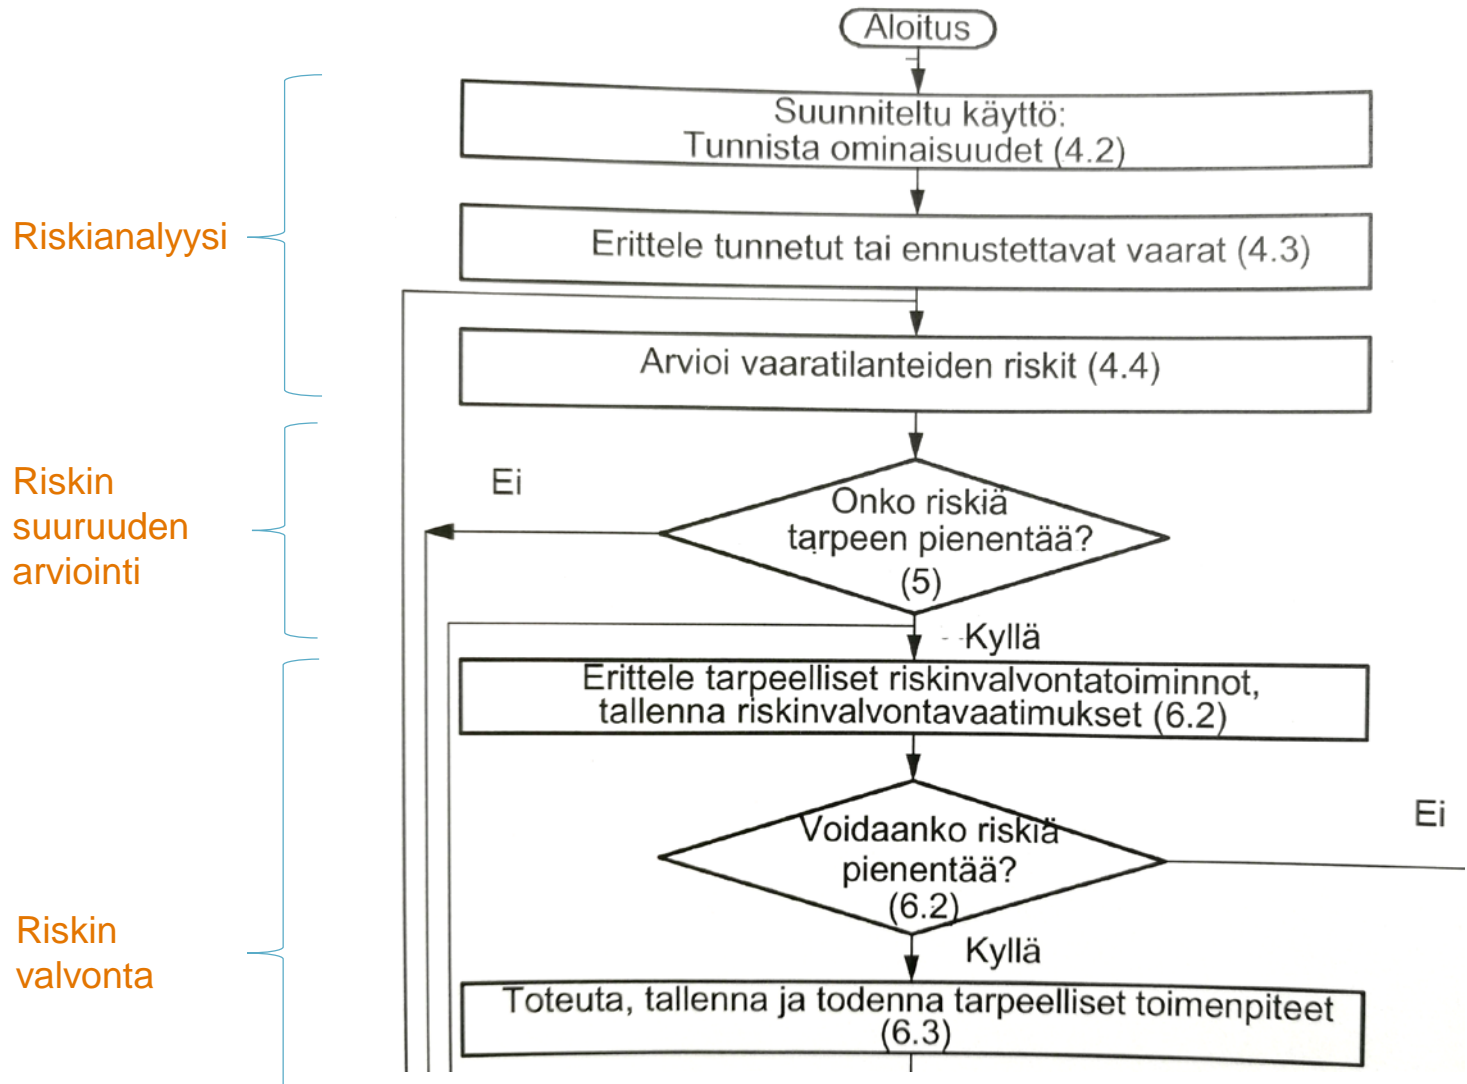 Aloitus
Suunniteltu käyttö:
Tunnista ominaisuudet (4.2)
Riskianalyysi
Erittele tunnetut tai ennustettavat vaarat (4.3)
Arvioi vaaratilanteiden riskit (4.4)
Riskin
suuruuden
arviointi
Ei
Onko riskiä
tarpeen pienentää?
(5)
Kyllä
Erittele tarpeelliset riskinvalvontatoiminnot,
tallenna riskinvalvontavaatimukset (6.2)
Voidaanko riskiä
pienentää?
(6.2)
Ei
Kyllä
Riskin
valvonta
Toteuta, tallenna ja todenna tarpeelliset toimenpiteet
(6.3)